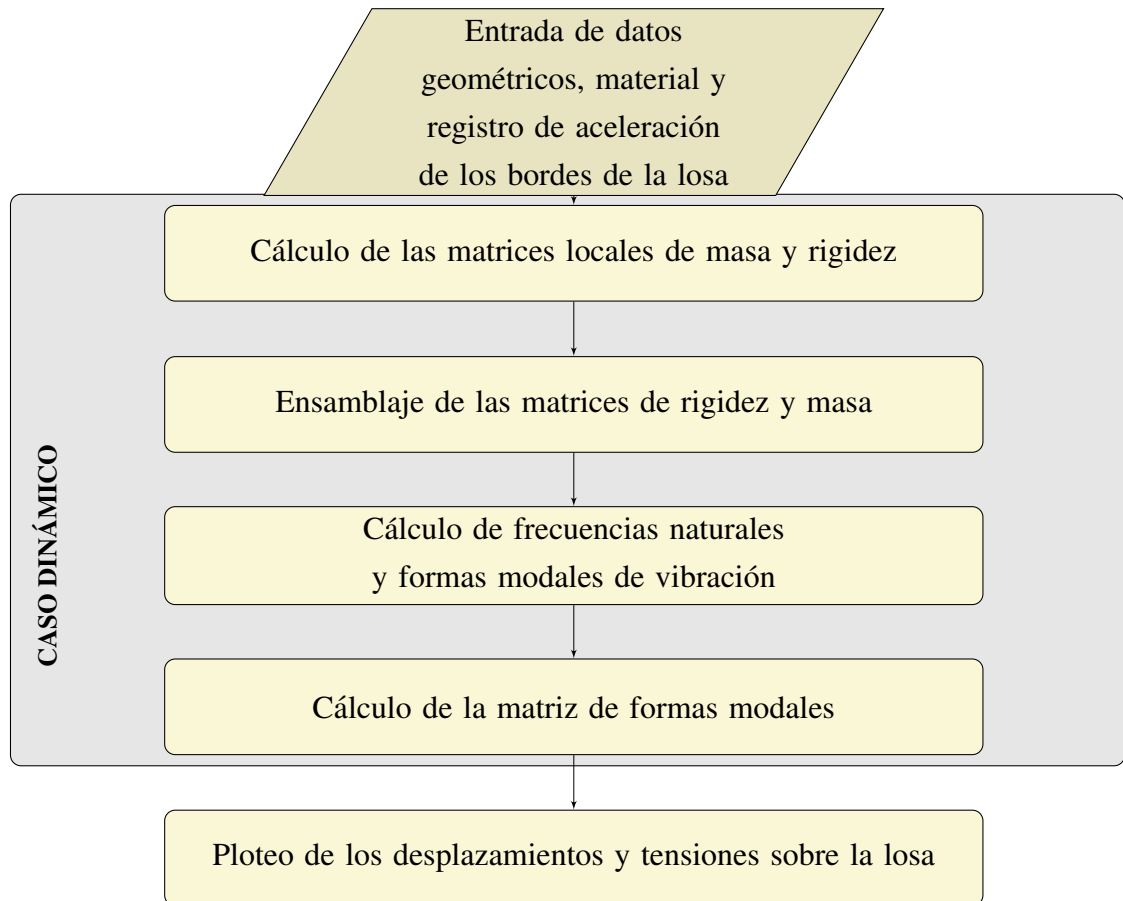 Entrada de datos
geométricos, material y
registro de aceleración
de los bordes de la losa
Cálculo de las matrices locales de masa y rigidez
Ensamblaje de las matrices de rigidez y masa
CASO DINÁMICO
Cálculo de frecuencias naturales
y formas modales de vibración
Cálculo de la matriz de formas modales
Ploteo de los desplazamientos y tensiones sobre la losa